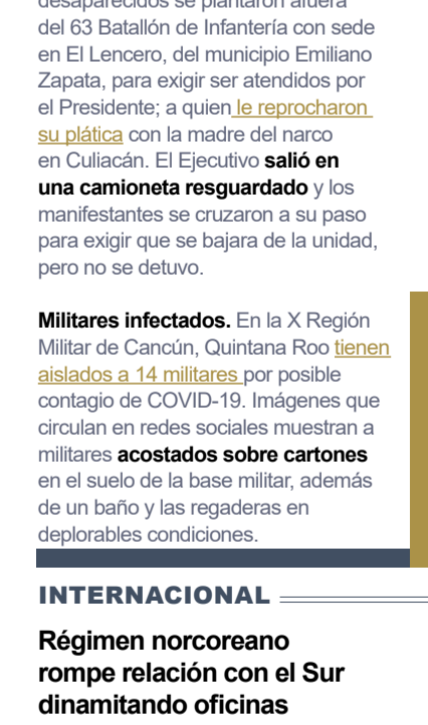 desaparecidos se plantaron afuera
del 63 Batallón de Infantería con sede
en El Lencero, del municipio Emiliano
Zapata, para exigir ser atendidos por
el Presidente; a quien le reprocharon
su plática con la madre del narco
en Culiacán. El Ejecutivo salió en
una camioneta resguardado y los
manifestantes se cruzaron a su paso
para exigir que se bajara de la unidad,
pero no se detuvo.
Militares infectados. En la X Región
Militar de Cancún, Quintana Roo tienen
aislados a 14 militares por posible
contagio de COVID-19. Imágenes que
circulan en redes sociales muestran a
militares acostados sobre cartones
en el suelo de la base militar, además
de un baño y las regaderas en
deplorables condiciones.
INTERNACIONAL
Régimen norcoreano
rompe relación con el Sur
dinamitando oficinas